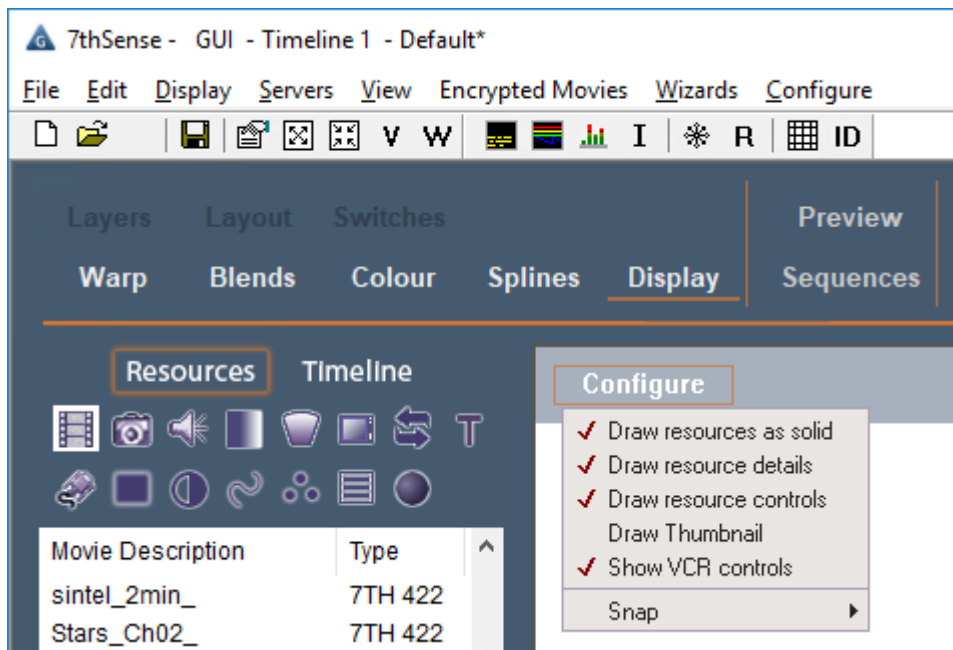 7thSense - GUI - Timeline 1 - Default*
File Edit Display Servers View Encrypted Movies Wizards Configure
V W I R ID
Layers Layout Switches Preview
Warp Blends Colour Splines Display Sequences
Resources Timeline
Configure
T
Draw resources as solid
Draw resource details
Draw resource controls
Draw Thumbnail
Show VCR controls
Snap
Movie Description Type
sintel_2min_ 7TH 422
Stars_Ch02_ 7TH 422